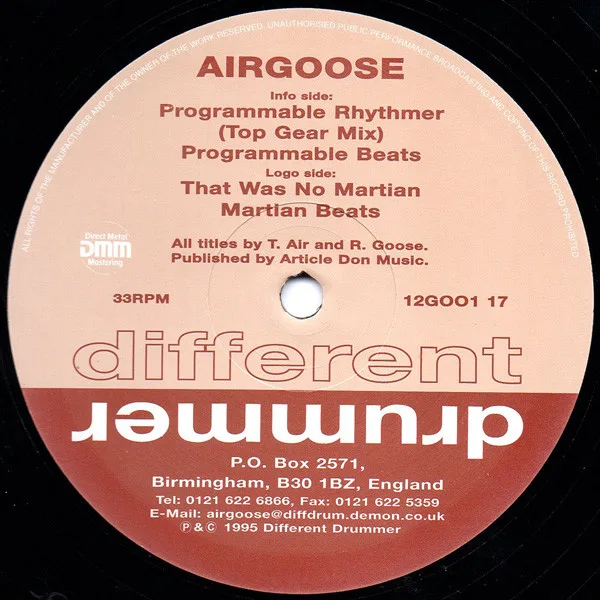 ALL RIGHTS OF THE MANUFACTURER AND OF THE OWNER OF THE WORK RESERVED. UNAUTHORISED PUBLIC PERFORMANCE BROADCASTING AND COPYING OF THIS RECORD PROHIBITED
AIRGOOSE
Info side:
Programmable Rhythmer
(Top Gear Mix)
Programmable Beats
Logo side:
That Was No Martian
Martian Beats
All titles by T. Air and R. Goose.
Published by Article Don Music.
Direct Metal
DMM
Mastering
33RPM
12GOO1 17
different
drummer
P.O. Box 2571,
Birmingham, B30 1BZ, England
Tel: 0121 622 6866, Fax: 0121 622 5359
E-Mail: airgoose@diffdrum.demon.co.uk
℗ & © 1995 Different Drummer